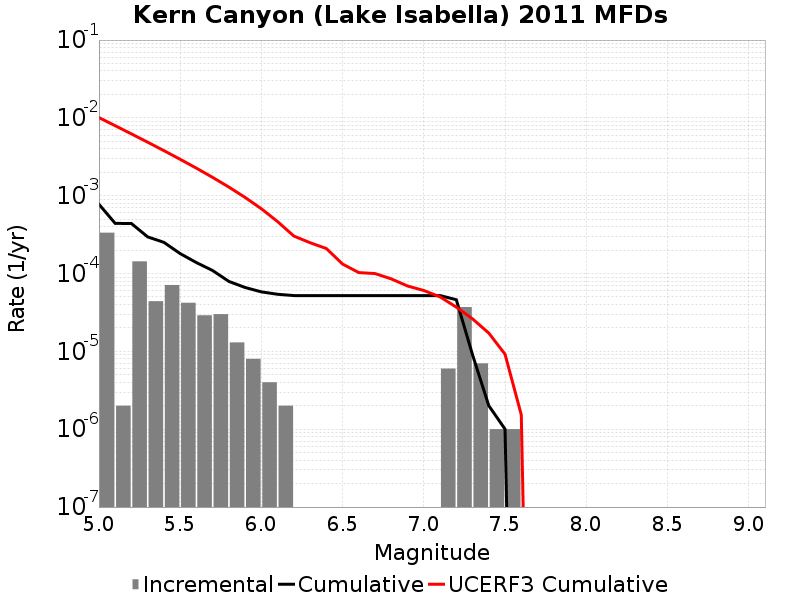 Kern Canyon (Lake Isabella) 2011 MFDs
10^-1
10^-2
10^-3
10^-4
10^-5
10^-6
10^-7
Rate (1/yr)
5.0 5.5 6.0 6.5 7.0 7.5 8.0 8.5 9.0
Magnitude
Incremental Cumulative UCERF3 Cumulative